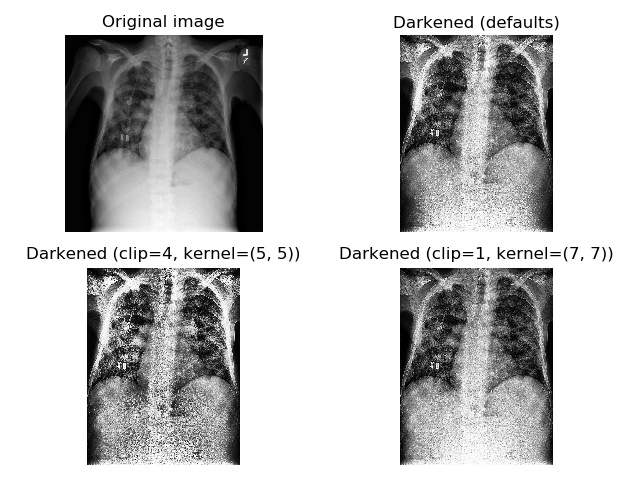 Original image
Darkened (defaults)
Darkened (clip=4, kernel=(5, 5))
Darkened (clip=1, kernel=(7, 7))